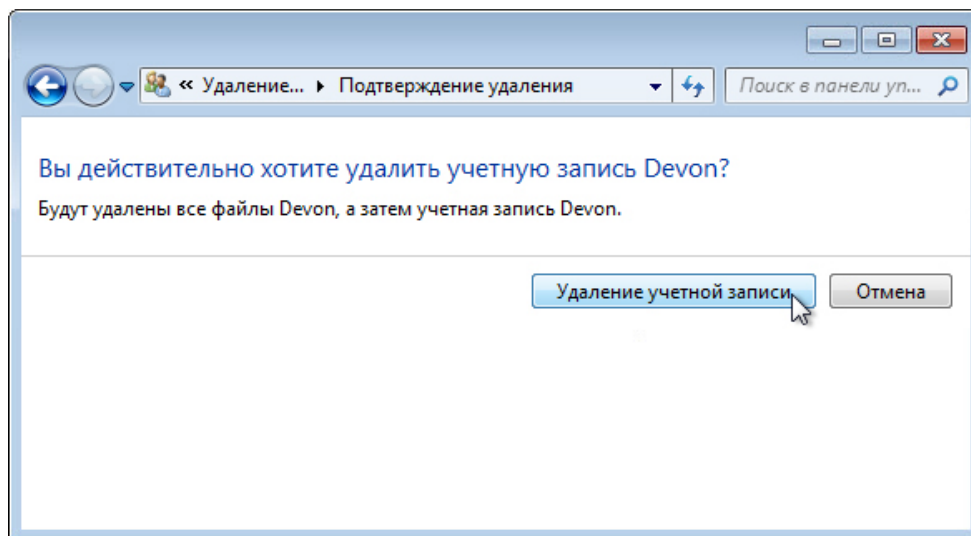 « Удаление... ▸ Подтверждение удаления
Поиск в панели уп...
Вы действительно хотите удалить учетную запись Devon?
Будут удалены все файлы Devon, а затем учетная запись Devon.
Удаление учетной записи
Отмена